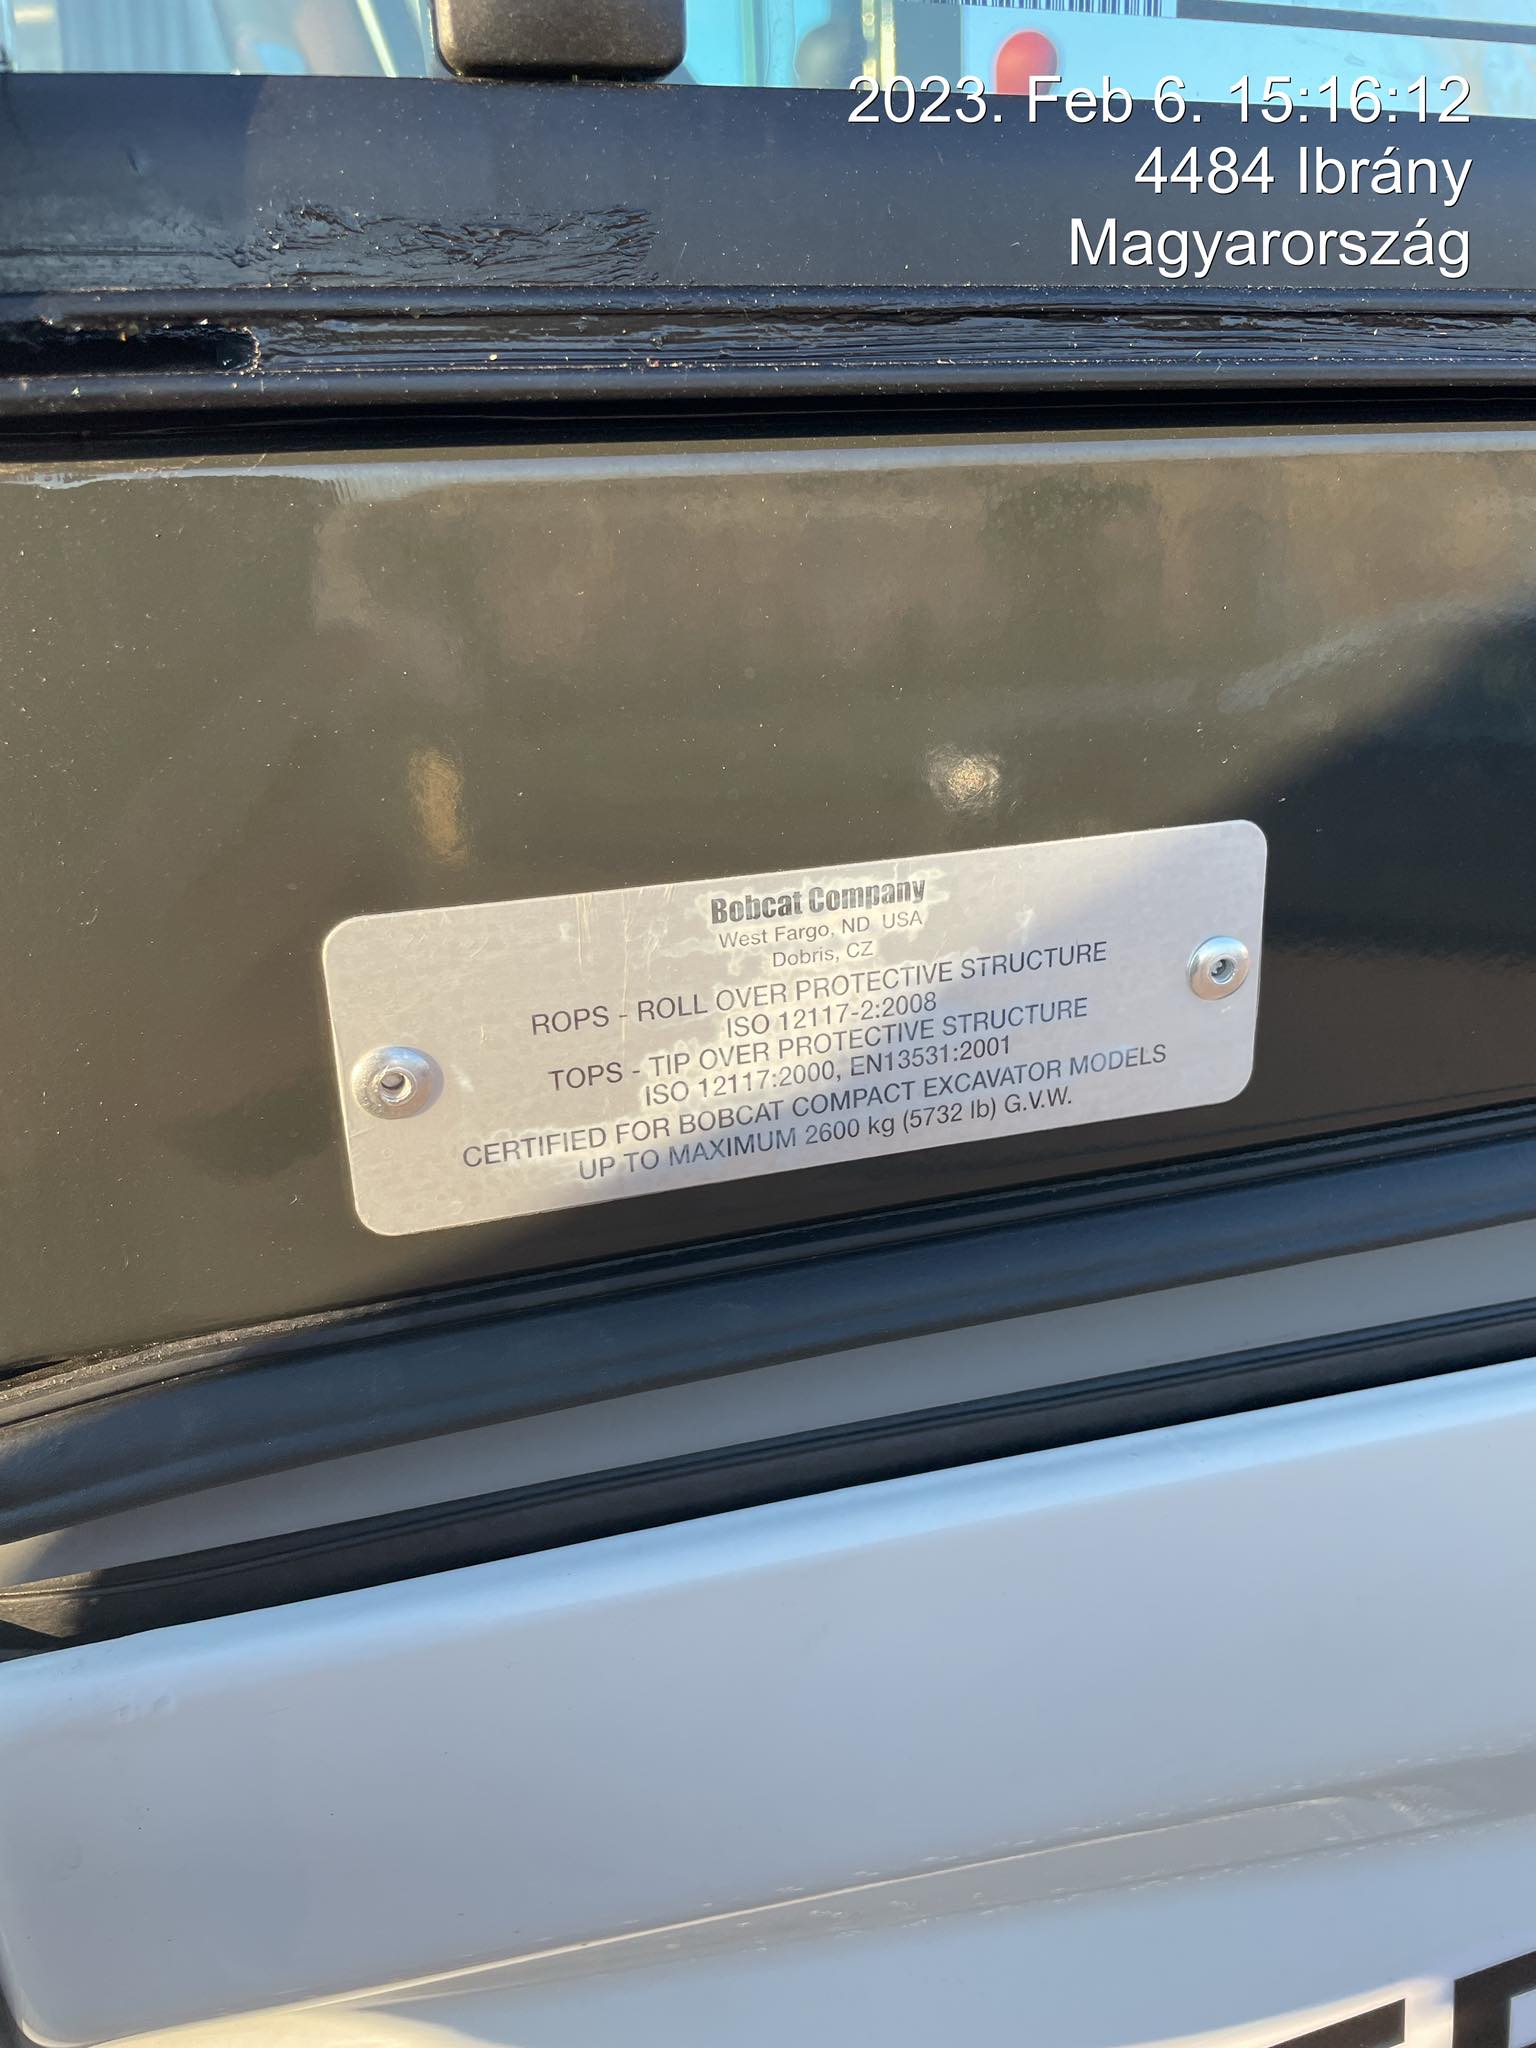 2023. Feb 6. 15:16:12
4484 Ibrány
Magyarország
Bobcat Company
West Fargo, ND USA
Dobris, CZ
ROPS - ROLL OVER PROTECTIVE STRUCTURE
ISO 12117-2:2008
TOPS - TIP OVER PROTECTIVE STRUCTURE
ISO 12117:2000, EN13531:2001
CERTIFIED FOR BOBCAT COMPACT EXCAVATOR MODELS
UP TO MAXIMUM 2600 kg (5732 lb) G.V.W.